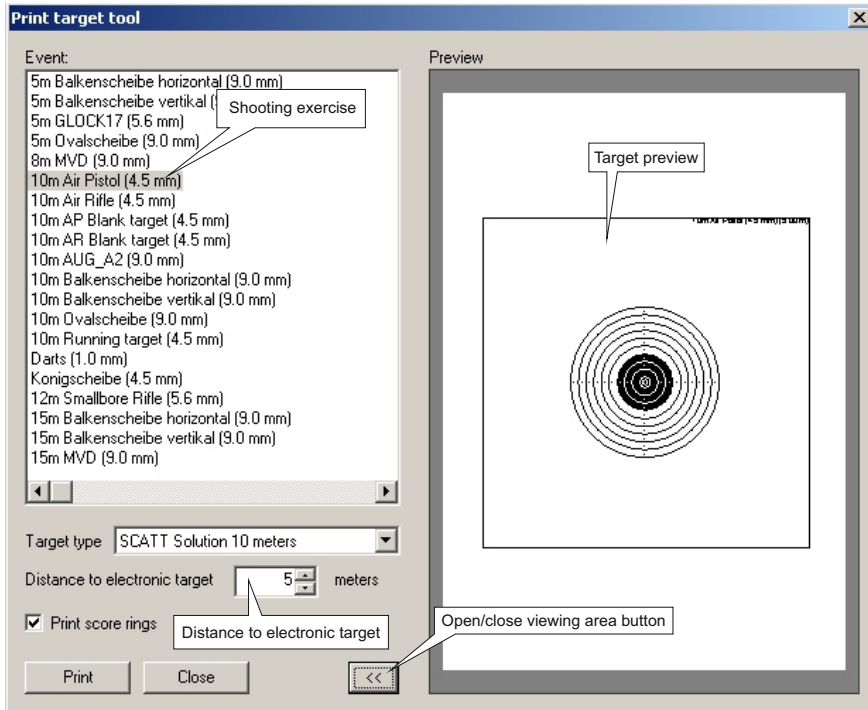 Print target tool
Event:
5m Balkenscheibe horizontal (9.0 mm)
5m Balkenscheibe vertikal (
5m GLOCK17 (5.6 mm)
5m Ovalscheibe (9.0 mm)
8m MVD (9.0 mm)
10m Air Pistol (4.5 mm)
10m Air Rifle (4.5 mm)
10m AP Blank target (4.5 mm)
10m AR Blank target (4.5 mm)
10m AUG_A2 (9.0 mm)
10m Balkenscheibe horizontal (9.0 mm)
10m Balkenscheibe vertikal (9.0 mm)
10m Ovalscheibe (9.0 mm)
10m Running target (4.5 mm)
Darts (1.0 mm)
Konigscheibe (4.5 mm)
12m Smallbore Rifle (5.6 mm)
15m Balkenscheibe horizontal (9.0 mm)
15m Balkenscheibe vertikal (9.0 mm)
15m MVD (9.0 mm)
Shooting exercise
Target type SCATT Solution 10 meters
Distance to electronic target 5 meters
Print score rings
Distance to electronic target
Print Close <<
Open/close viewing area button
Preview
Target preview